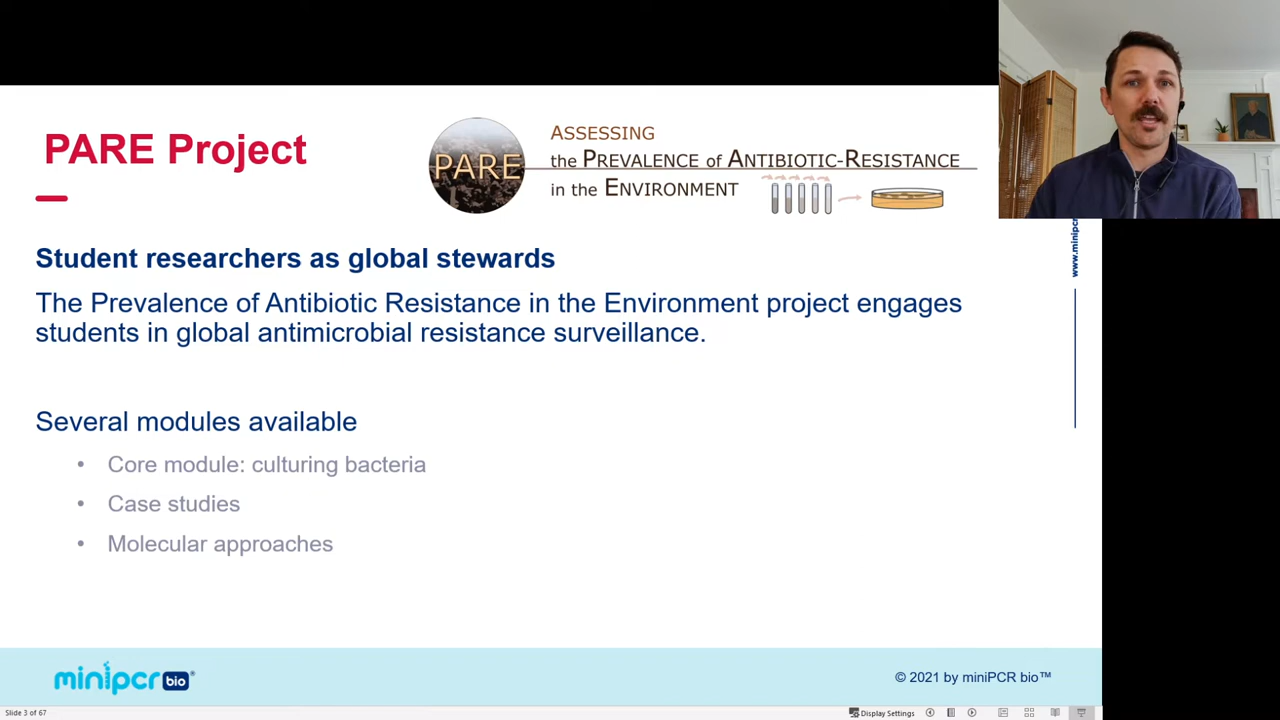 PARE Project
PARE
ASSESSING
the PREVALENCE of ANTIBIOTIC-RESISTANCE
in the ENVIRONMENT
www.minipcr
Student researchers as global stewards
The Prevalence of Antibiotic Resistance in the Environment project engages
students in global antimicrobial resistance surveillance.
Several modules available
• Core module: culturing bacteria
• Case studies
• Molecular approaches
minipcr bio®
© 2021 by miniPCR bio™
Slide 3 of 67
Display Settings